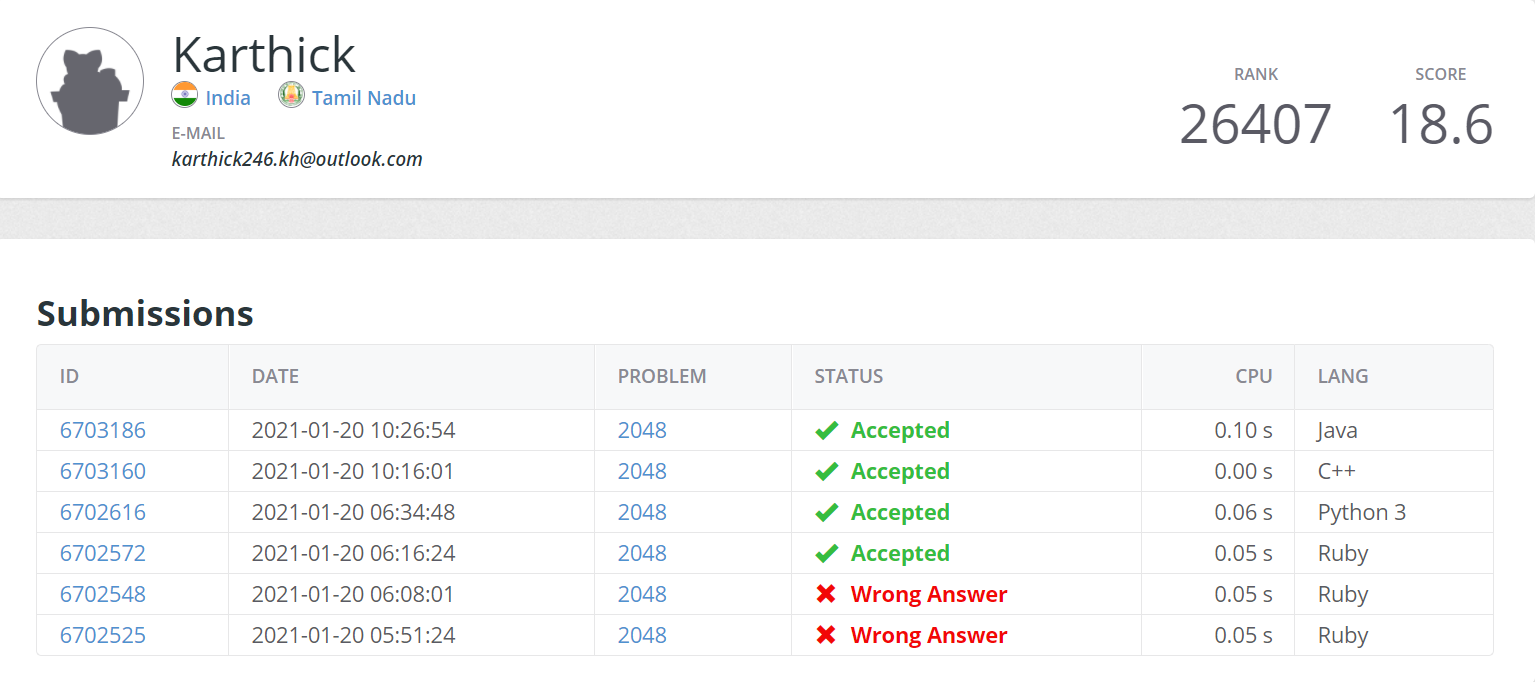 Karthick
India Tamil Nadu
E-MAIL
karthick246.kh@outlook.com
RANK SCORE
26407 18.6
Submissions
ID DATE PROBLEM STATUS CPU LANG
6703186 2021-01-20 10:26:54 2048 Accepted 0.10 s Java
6703160 2021-01-20 10:16:01 2048 Accepted 0.00 s C++
6702616 2021-01-20 06:34:48 2048 Accepted 0.06 s Python 3
6702572 2021-01-20 06:16:24 2048 Accepted 0.05 s Ruby
6702548 2021-01-20 06:08:01 2048 Wrong Answer 0.05 s Ruby
6702525 2021-01-20 05:51:24 2048 Wrong Answer 0.05 s Ruby